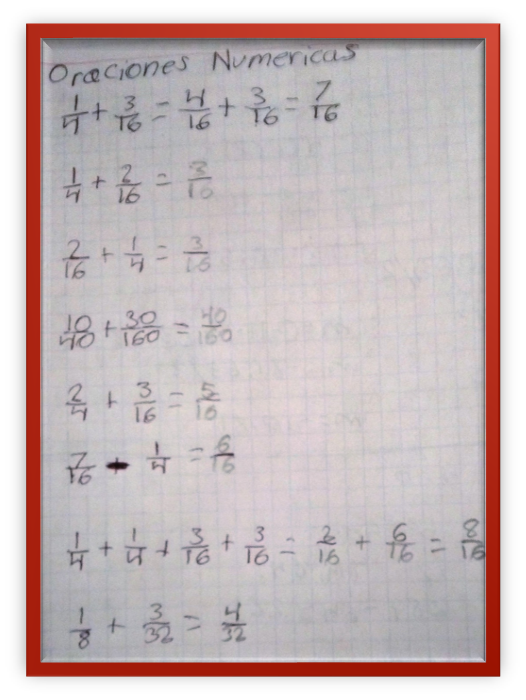 Oraciones Numericas
1/4 + 3/16 = 4/16 + 3/16 = 7/16
1/4 + 2/16 = 3/16
2/16 + 1/4 = 3/16
10/40 + 30/160 = 40/160
2/4 + 3/16 = 5/16
7/16 - 1/4 = 6/16
1/4 + 1/4 + 3/16 + 3/16 = 2/16 + 6/16 = 8/16
1/8 + 3/32 = 4/32